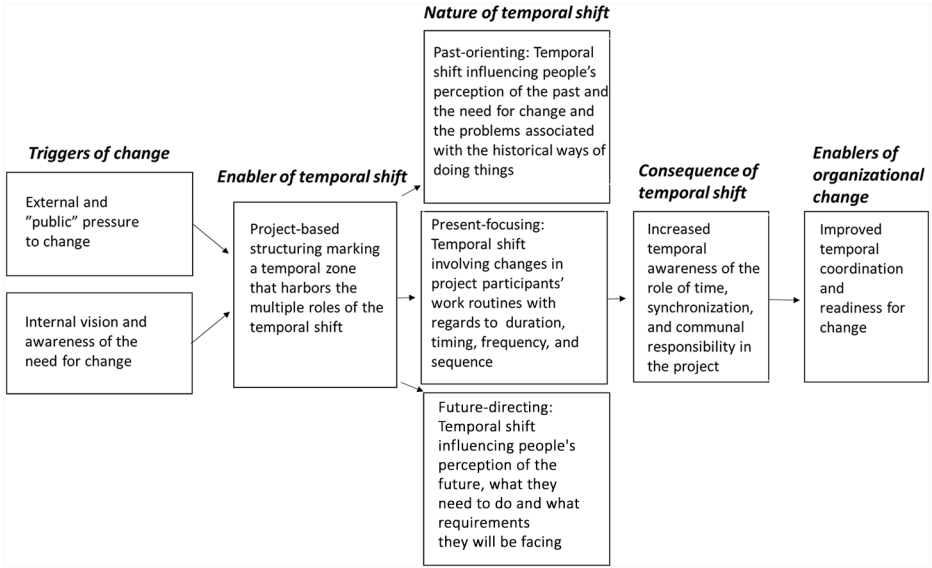 Triggers of change
External and
”public” pressure
to change
Internal vision and
awareness of the
need for change
Enabler of temporal shift
Project-based
structuring marking
a temporal zone
that harbors the
multiple roles of the
temporal shift
Nature of temporal shift
Past-orienting: Temporal
shift influencing people’s
perception of the past and
the need for change and
the problems associated
with the historical ways of
doing things
Present-focusing:
Temporal shift
involving changes in
project participants’
work routines with
regards to duration,
timing, frequency, and
sequence
Future-directing:
Temporal shift
influencing people's
perception of the
future, what they
need to do and what
requirements
they will be facing
Consequence of
temporal shift
Increased
temporal
awareness of the
role of time,
synchronization,
and communal
responsibility in
the project
Enablers of
organizational
change
Improved
temporal
coordination
and
readiness for
change